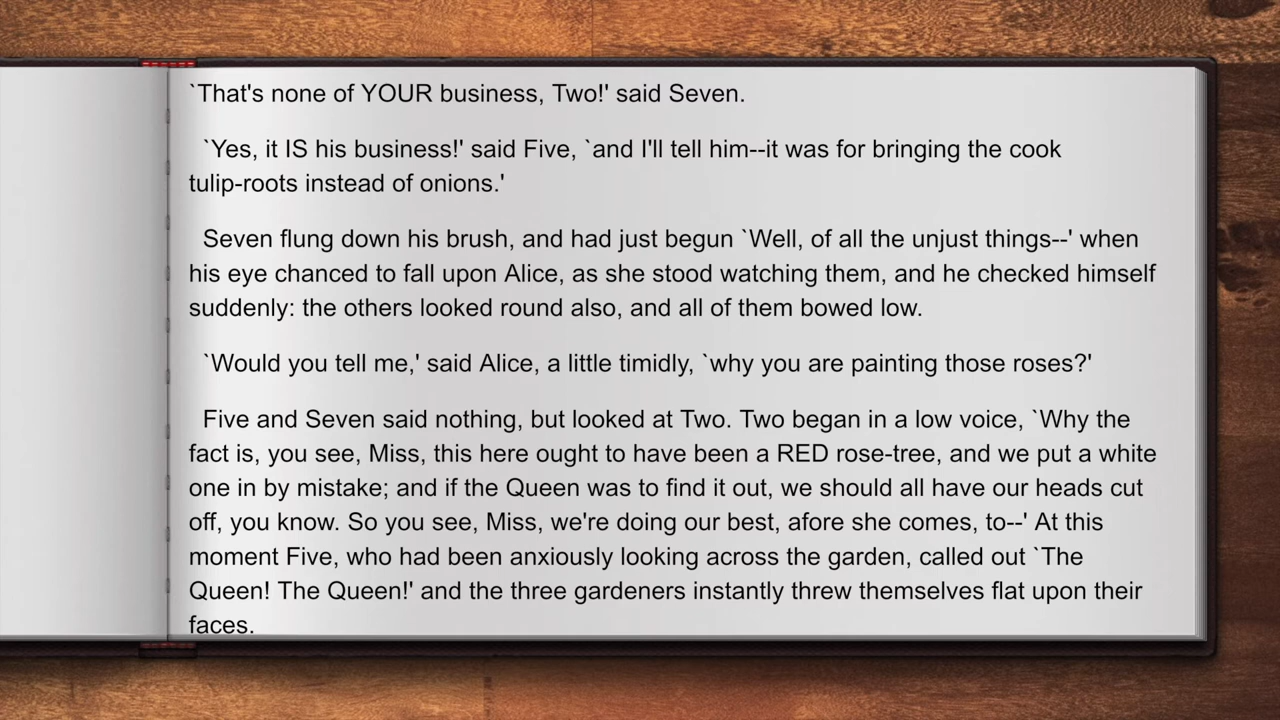 `That's none of YOUR business, Two!' said Seven.
`Yes, it IS his business!' said Five, `and I'll tell him--it was for bringing the cook
tulip-roots instead of onions.'
Seven flung down his brush, and had just begun `Well, of all the unjust things--' when
his eye chanced to fall upon Alice, as she stood watching them, and he checked himself
suddenly: the others looked round also, and all of them bowed low.
`Would you tell me,' said Alice, a little timidly, `why you are painting those roses?'
Five and Seven said nothing, but looked at Two. Two began in a low voice, `Why the
fact is, you see, Miss, this here ought to have been a RED rose-tree, and we put a white
one in by mistake; and if the Queen was to find it out, we should all have our heads cut
off, you know. So you see, Miss, we're doing our best, afore she comes, to--' At this
moment Five, who had been anxiously looking across the garden, called out `The
Queen! The Queen!' and the three gardeners instantly threw themselves flat upon their
faces.